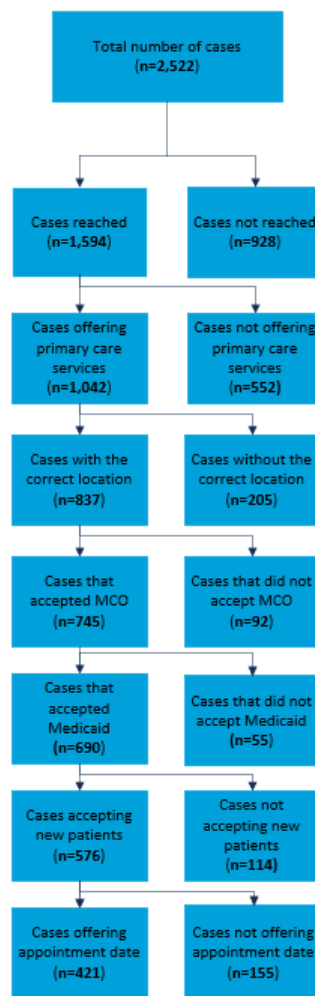 Total number of cases
(n=2,522)
Cases reached
(n=1,594)
Cases not reached
(n=928)
Cases offering
primary care
services
(n=1,042)
Cases not offering
primary care
services
(n=552)
Cases with the
correct location
(n=837)
Cases without the
correct location
(n=205)
Cases that
accepted MCO
(n=745)
Cases that did not
accept MCO
(n=92)
Cases that
accepted
Medicaid
(n=690)
Cases that did not
accept Medicaid
(n=55)
Cases accepting
new patients
(n=576)
Cases not
accepting new
patients
(n=114)
Cases offering
appointment date
(n=421)
Cases not offering
appointment date
(n=155)